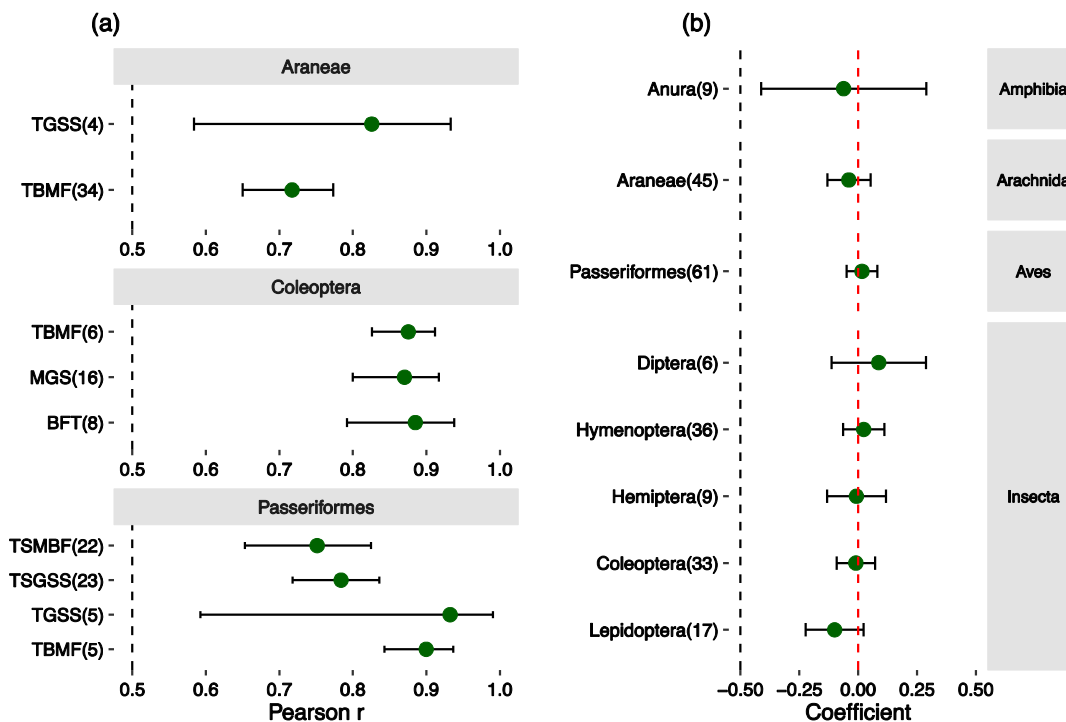 (a)
Araneae
TGSS(4)
TBMF(34)
0.5 0.6 0.7 0.8 0.9 1.0
Coleoptera
TBMF(6)
MGS(16)
BFT(8)
0.5 0.6 0.7 0.8 0.9 1.0
Passeriformes
TSMBF(22)
TSGSS(23)
TGSS(5)
TBMF(5)
0.5 0.6 0.7 0.8 0.9 1.0
Pearson r
(b)
Anura(9) Amphibia
Araneae(45) Arachnida
Passeriformes(61) Aves
Diptera(6)
Hymenoptera(36)
Hemiptera(9) Insecta
Coleoptera(33)
Lepidoptera(17)
−0.50 −0.25 0.00 0.25 0.50
Coefficient